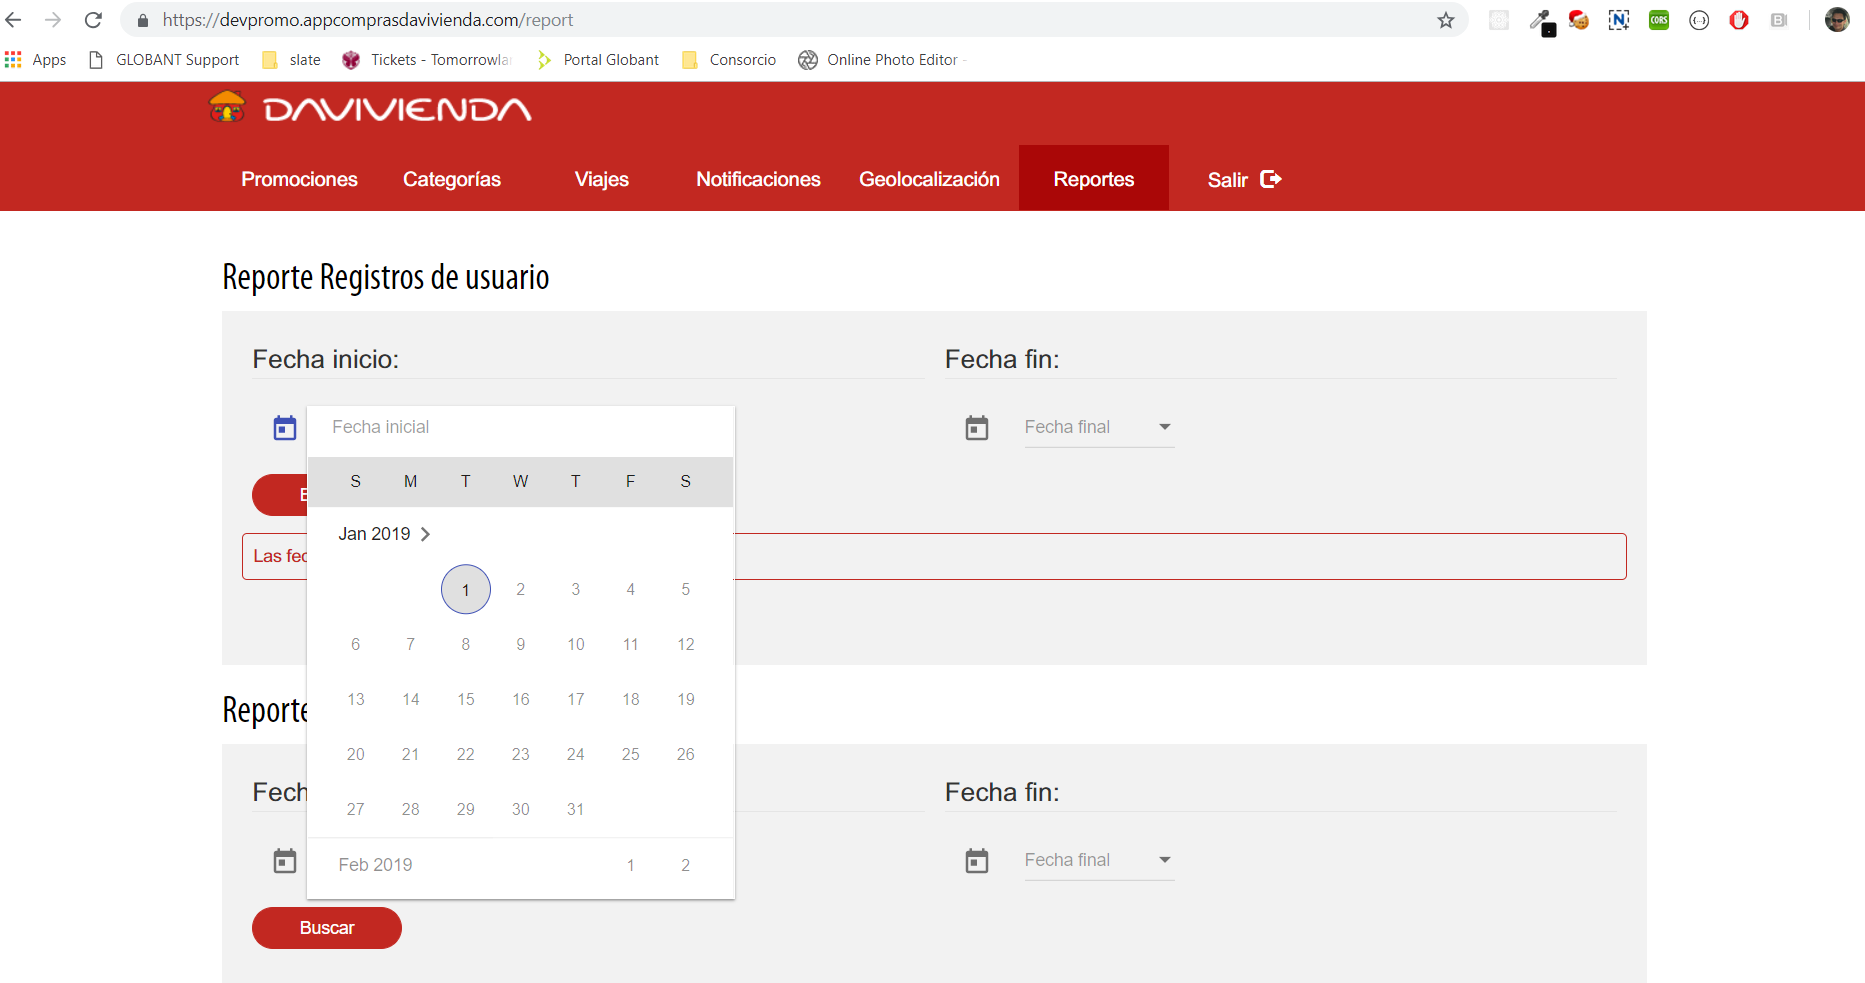 https://devpromo.appcomprasdavivienda.com/report
Apps GLOBANT Support slate Tickets - Tomorrowla Portal Globant Consorcio Online Photo Editor -
DAVIVIENDA
Promociones Categorías Viajes Notificaciones Geolocalización Reportes Salir
Reporte Registros de usuario
Fecha inicio: Fecha fin:
Fecha inicial Fecha final
S M T W T F S
Jan 2019
Las fec
1 2 3 4 5
6 7 8 9 10 11 12
13 14 15 16 17 18 19
Reporte
20 21 22 23 24 25 26
Fech Fecha fin:
27 28 29 30 31
Feb 2019 1 2
Fecha final
Buscar